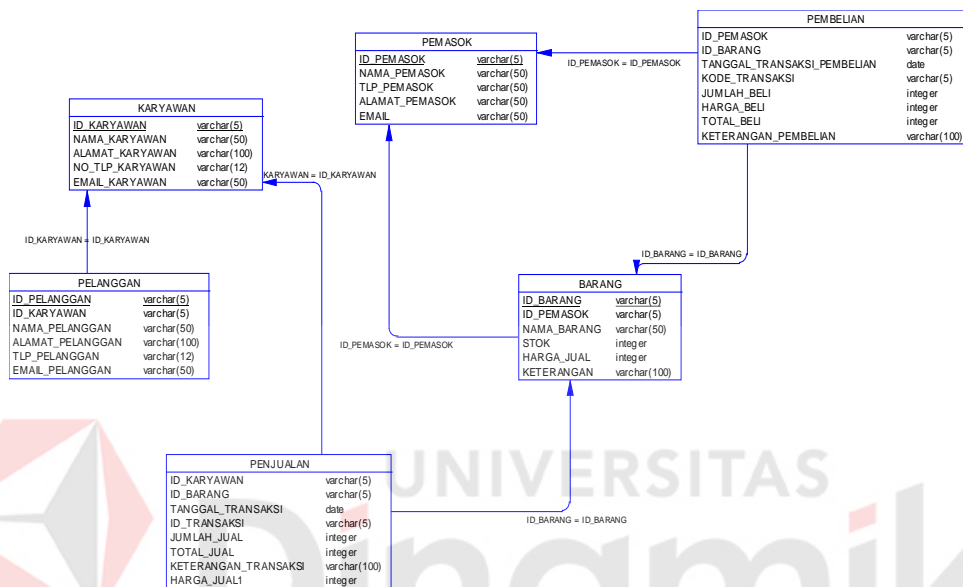 PEMBELIAN
ID_PEMASOK varchar(5)
ID_BARANG varchar(5)
TANGGAL_TRANSAKSI_PEMBELIAN date
KODE_TRANSAKSI varchar(5)
JUMLAH_BELI integer
HARGA_BELI integer
TOTAL_BELI integer
KETERANGAN_PEMBELIAN varchar(100)
PEMASOK
ID_PEMASOK varchar(5)
NAMA_PEMASOK varchar(50)
TLP_PEMASOK varchar(50)
ALAMAT_PEMASOK varchar(50)
EMAIL varchar(50)
ID_PEMASOK = ID_PEMASOK
KARYAWAN
ID_KARYAWAN varchar(5)
NAMA_KARYAWAN varchar(50)
ALAMAT_KARYAWAN varchar(100)
NO_TLP_KARYAWAN varchar(12)
EMAIL_KARYAWAN varchar(50)
KARYAWAN = ID_KARYAWAN
ID_KARYAWAN = ID_KARYAWAN
ID_BARANG = ID_BARANG
PELANGGAN
ID_PELANGGAN varchar(5)
ID_KARYAWAN varchar(5)
NAMA_PELANGGAN varchar(50)
ALAMAT_PELANGGAN varchar(100)
TLP_PELANGGAN varchar(12)
EMAIL_PELANGGAN varchar(50)
BARANG
ID_BARANG varchar(5)
ID_PEMASOK varchar(5)
NAMA_BARANG varchar(50)
STOK integer
HARGA_JUAL integer
KETERANGAN varchar(100)
ID_PEMASOK = ID_PEMASOK
PENJUALAN
ID_KARYAWAN varchar(5)
ID_BARANG varchar(5)
TANGGAL_TRANSAKSI date
ID_TRANSAKSI varchar(5)
JUMLAH_JUAL integer
TOTAL_JUAL integer
KETERANGAN_TRANSAKSI varchar(100)
HARGA_JUAL1 integer
ID_BARANG = ID_BARANG
UNIVERSITAS
Dinamik